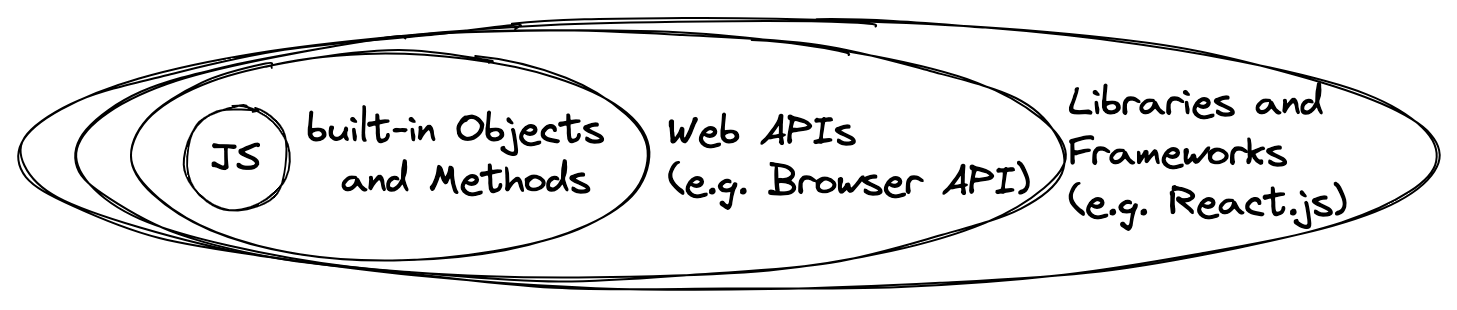 JS
built-in Objects
and Methods
Web APIs
(e.g. Browser API)
Libraries and
Frameworks
(e.g. React.js)